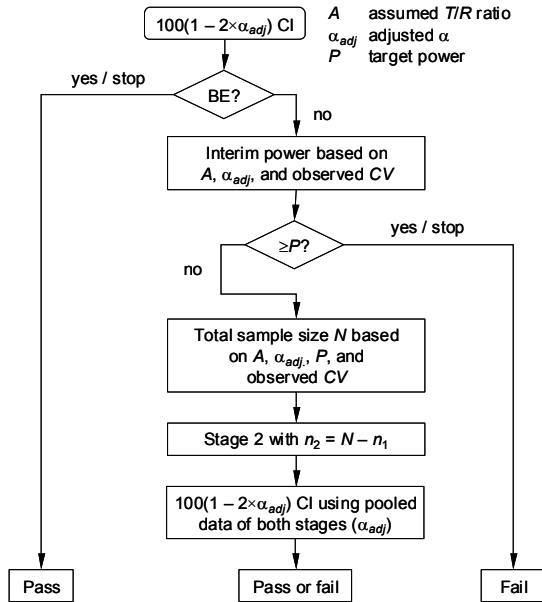 100(1 – 2×αadj) CI
A assumed T/R ratio
αadj adjusted α
P target power
yes / stop
BE?
no
Interim power based on
A, αadj, and observed CV
≥P?
yes / stop
no
Total sample size N based
on A, αadj., P, and
observed CV
Stage 2 with n2 = N – n1
100(1 – 2×αadj) CI using pooled
data of both stages (αadj)
Pass
Pass or fail
Fail